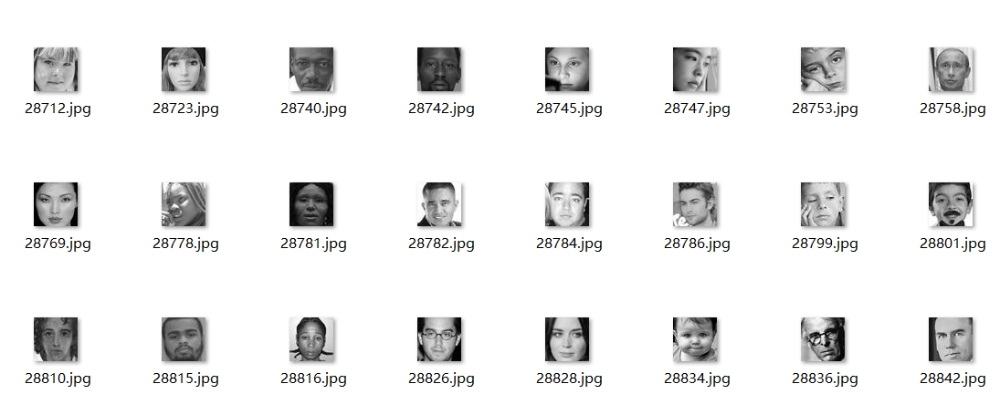 28712.jpg 28723.jpg 28740.jpg 28742.jpg 28745.jpg 28747.jpg 28753.jpg 28758.jpg
28769.jpg 28778.jpg 28781.jpg 28782.jpg 28784.jpg 28786.jpg 28799.jpg 28801.jpg
28810.jpg 28815.jpg 28816.jpg 28826.jpg 28828.jpg 28834.jpg 28836.jpg 28842.jpg